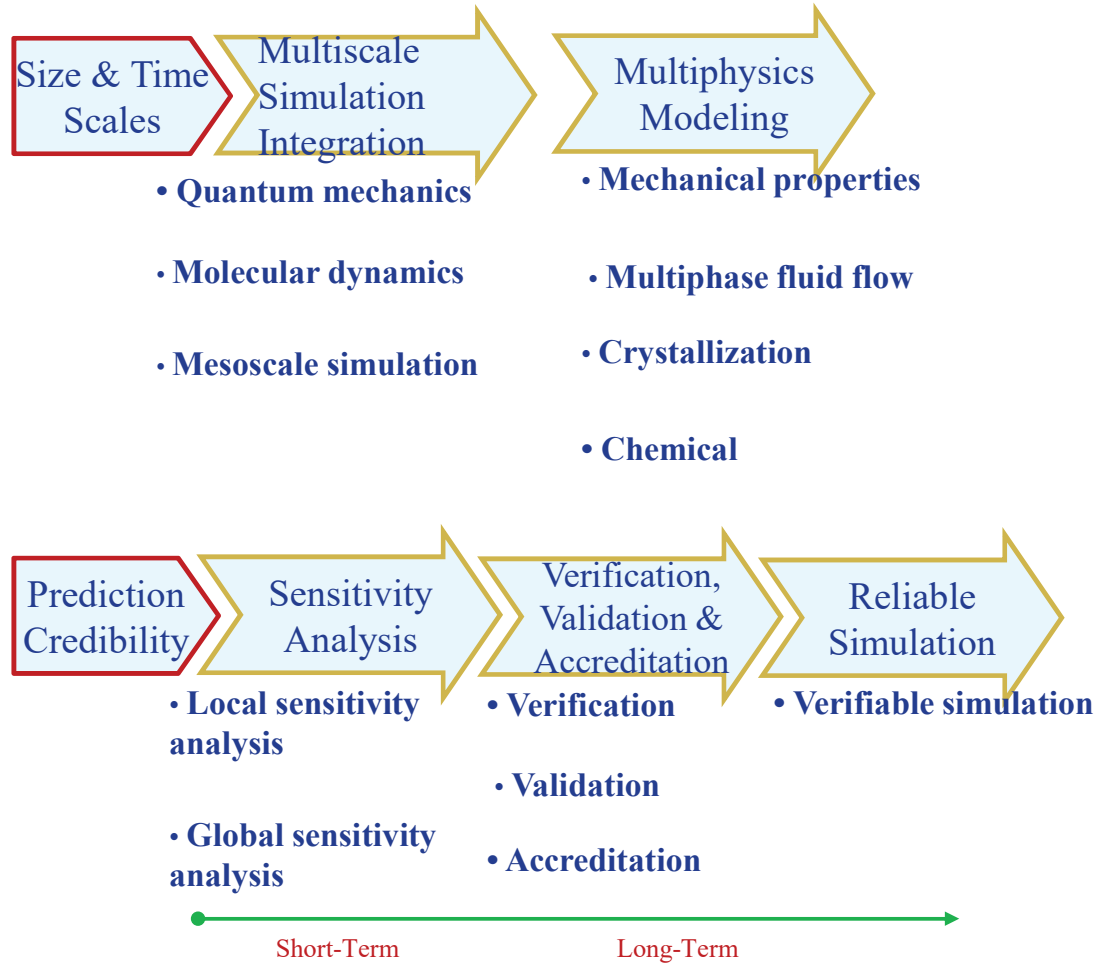 Size & Time
Scales
Multiscale
Simulation
Integration
Multiphysics
Modeling
• Quantum mechanics
• Molecular dynamics
• Mesoscale simulation
• Mechanical properties
• Multiphase fluid flow
• Crystallization
• Chemical
Prediction
Credibility
Sensitivity
Analysis
Verification,
Validation &
Accreditation
Reliable
Simulation
• Local sensitivity
analysis
• Global sensitivity
analysis
• Verification
• Validation
• Accreditation
• Verifiable simulation
Short-Term
Long-Term